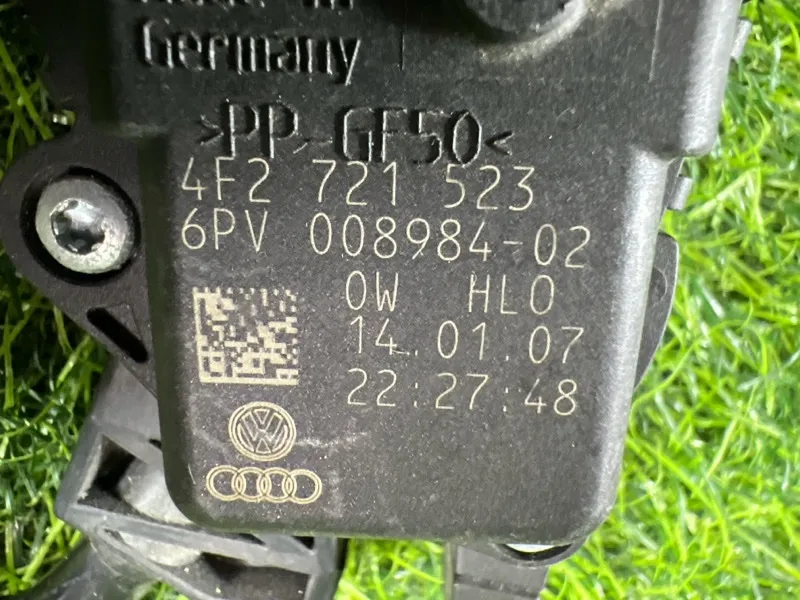 Germany
>PP-GF50<
4F2 721 523
6PV 008984-02
0W HL0
14.01.07
22:27:48